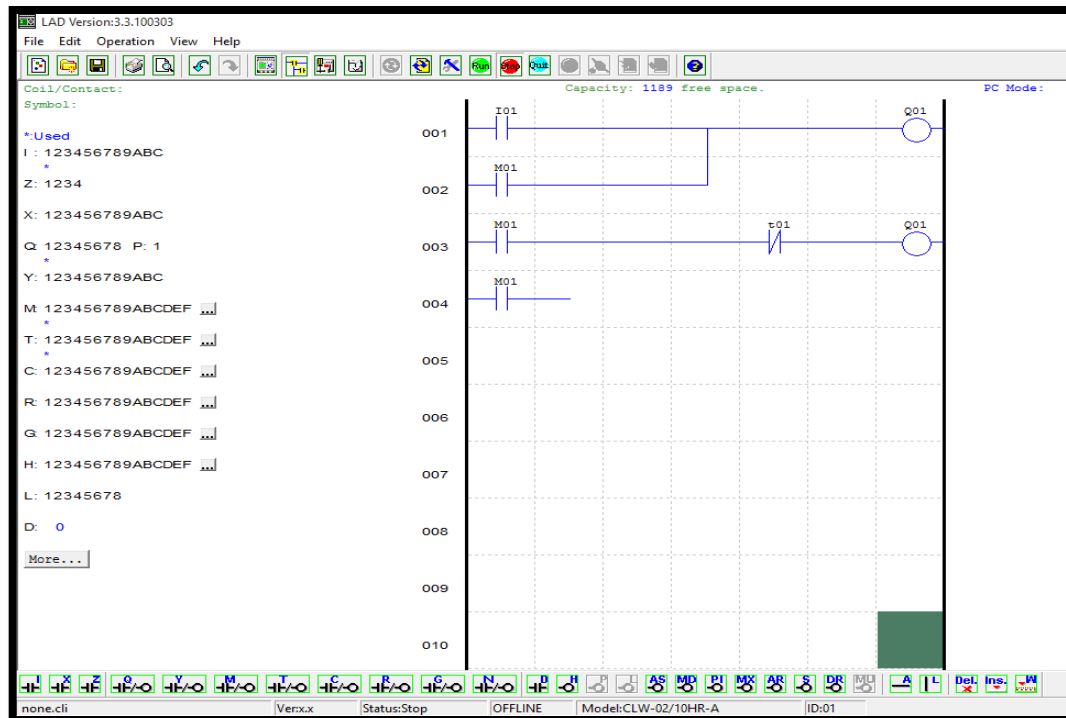 LAD Version:3.3.100303
File Edit Operation View Help
Run Stop Quit
Coil/Contact: Capacity: 1189 free space. PC Mode:
Symbol:
*:Used
I : 123456789ABC
*
Z: 1234
X: 123456789ABC
Q: 12345678 P: 1
*
Y: 123456789ABC
M: 123456789ABCDEF ...
*
T: 123456789ABCDEF ...
*
C: 123456789ABCDEF ...
R: 123456789ABCDEF ...
G: 123456789ABCDEF ...
H: 123456789ABCDEF ...
L: 12345678
D: 0
More...
I01 Q01
001
M01
002
M01 t01 Q01
003
M01
004
005
006
007
008
009
010
I X Z Q Y M T C R G N D H P L AS MD PI MX AR S DR MU A L Del. Ins. W
none.cli Ver:x.x Status:Stop OFFLINE Model:CLW-02/10HR-A ID:01